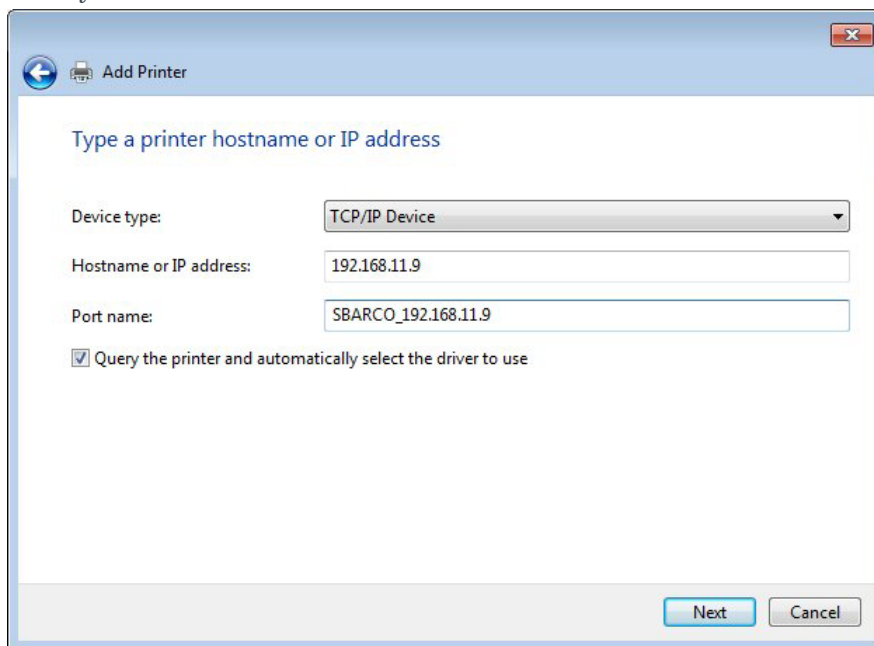 Add Printer
Type a printer hostname or IP address
Device type: TCP/IP Device
Hostname or IP address: 192.168.11.9
Port name: SBARCO_192.168.11.9
Query the printer and automatically select the driver to use
Next Cancel